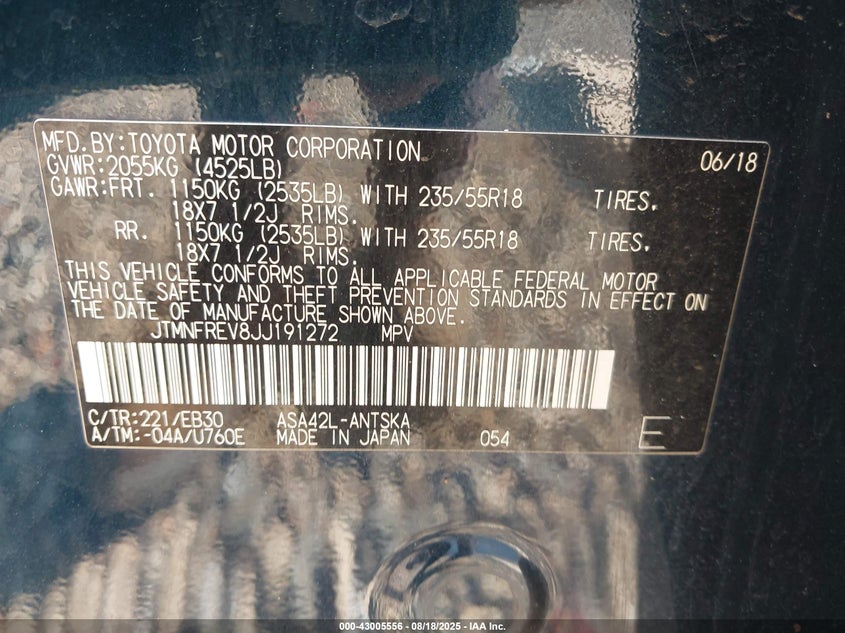 MFD.BY:TOYOTA MOTOR CORPORATION 06/18
GVWR:2055KG (4525LB)
GAWR:FRT. 1150KG (2535LB) WITH 235/55R18 TIRES.
18X7 1/2J RIMS.
RR. 1150KG (2535LB) WITH 235/55R18 TIRES.
18X7 1/2J RIMS.
THIS VEHICLE CONFORMS TO ALL APPLICABLE FEDERAL MOTOR
VEHICLE SAFETY AND THEFT PREVENTION STANDARDS IN EFFECT ON
THE DATE OF MANUFACTURE SHOWN ABOVE.
JTMNFREV8JJ191272 MPV
C/TR:221/EB30 ASA42L-ANTSKA
A/TM:-04A/U760E MADE IN JAPAN 054 E
000-43005556 - 08/18/2025 - IAA Inc.